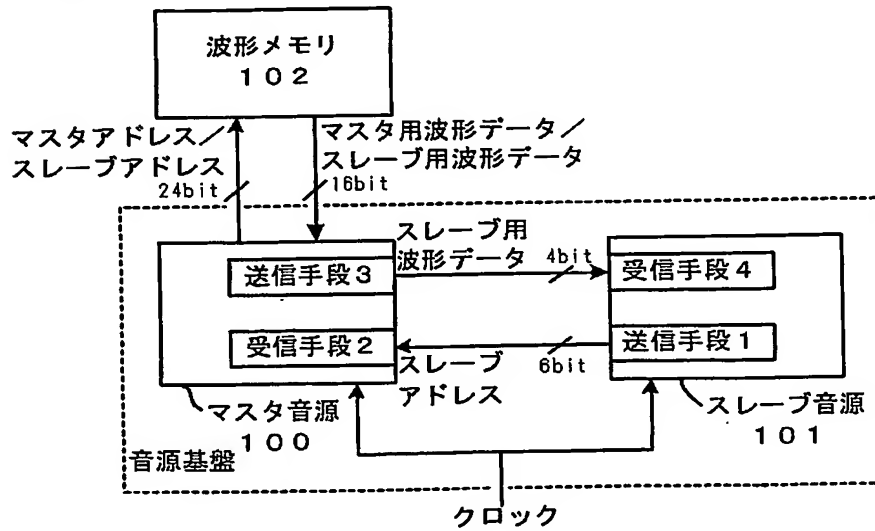 波形メモリ
102
マスタアドレス／
スレーブアドレス
24bit
マスタ用波形データ／
スレーブ用波形データ
16bit
スレーブ用
波形データ
4bit
送信手段3
受信手段4
受信手段2
送信手段1
スレーブ
アドレス
6bit
マスタ音源
100
スレーブ音源
101
音源基盤
クロック